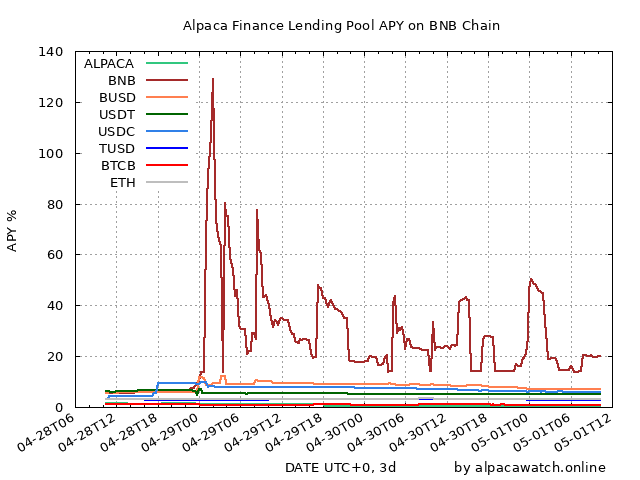 Alpaca Finance Lending Pool APY on BNB Chain
140
120
100
80
60
40
20
0
APY %
ALPACA
BNB
BUSD
USDT
USDC
TUSD
BTCB
ETH
04-28T06
04-28T12
04-28T18
04-29T00
04-29T06
04-29T12
04-29T18
04-30T00
04-30T06
04-30T12
04-30T18
05-01T00
05-01T06
05-01T12
DATE UTC+0, 3d by alpacawatch.online